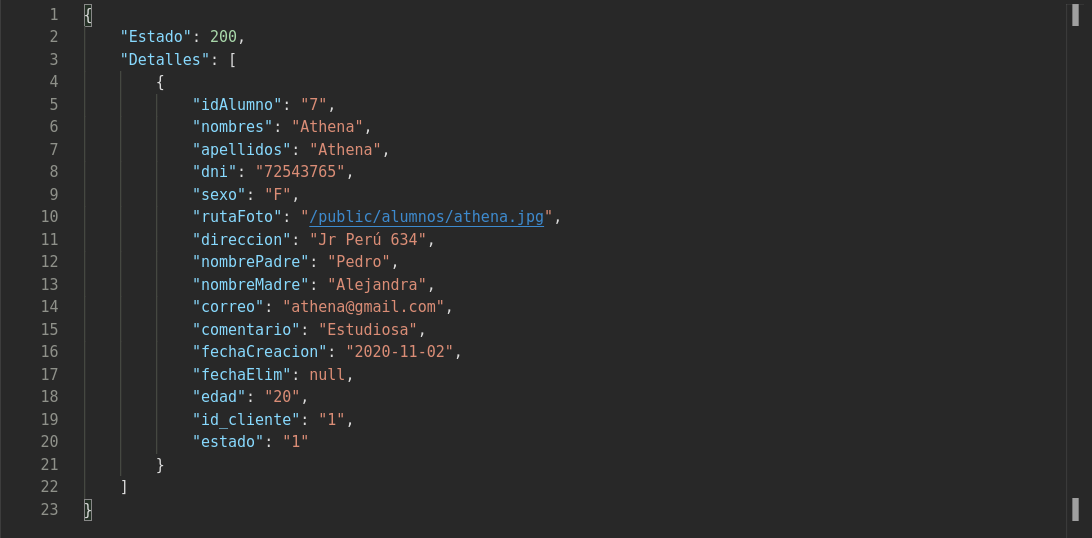 1 {
2     "Estado": 200,
3     "Detalles": [
4         {
5             "idAlumno": "7",
6             "nombres": "Athena",
7             "apellidos": "Athena",
8             "dni": "72543765",
9             "sexo": "F",
10             "rutaFoto": "/public/alumnos/athena.jpg",
11             "direccion": "Jr Perú 634",
12             "nombrePadre": "Pedro",
13             "nombreMadre": "Alejandra",
14             "correo": "athena@gmail.com",
15             "comentario": "Estudiosa",
16             "fechaCreacion": "2020-11-02",
17             "fechaElim": null,
18             "edad": "20",
19             "id_cliente": "1",
20             "estado": "1"
21         }
22     ]
23 }